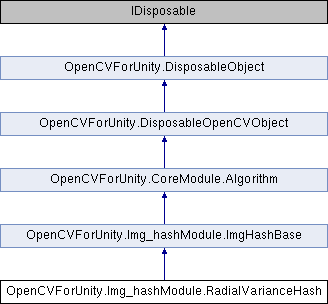 IDisposable
OpenCVForUnity.DisposableObject
OpenCVForUnity.DisposableOpenCVObject
OpenCVForUnity.CoreModule.Algorithm
OpenCVForUnity.Img_hashModule.ImgHashBase
OpenCVForUnity.Img_hashModule.RadialVarianceHash